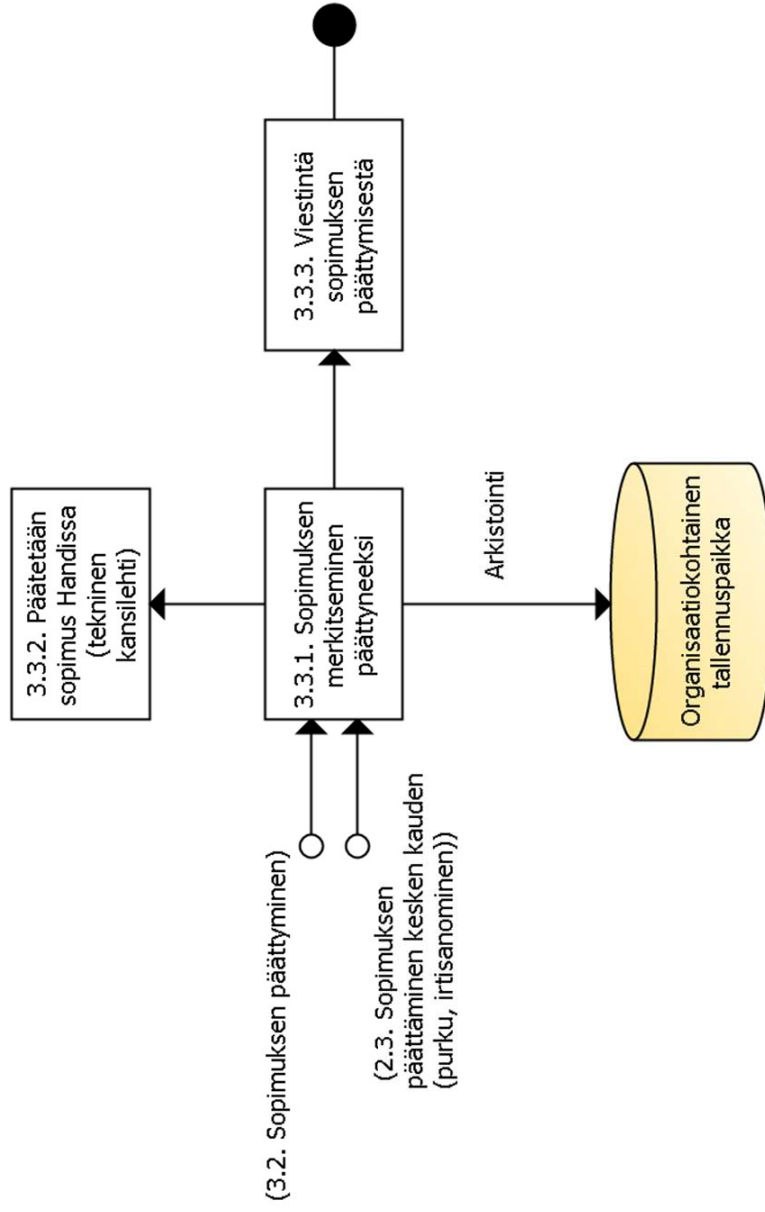 (3.2. Sopimuksen päättyminen)
(2.3. Sopimuksen
päättäminen kesken kauden
(purku, irtisanominen))
3.3.2. Päätetään
sopimus Handissa
(tekninen
kansilehti)
3.3.1. Sopimuksen
merkitseminen
päättyneeksi
Arkistointi
Organisaatiokohtainen
tallennuspaikka
3.3.3. Viestintä
sopimuksen
päättymisestä